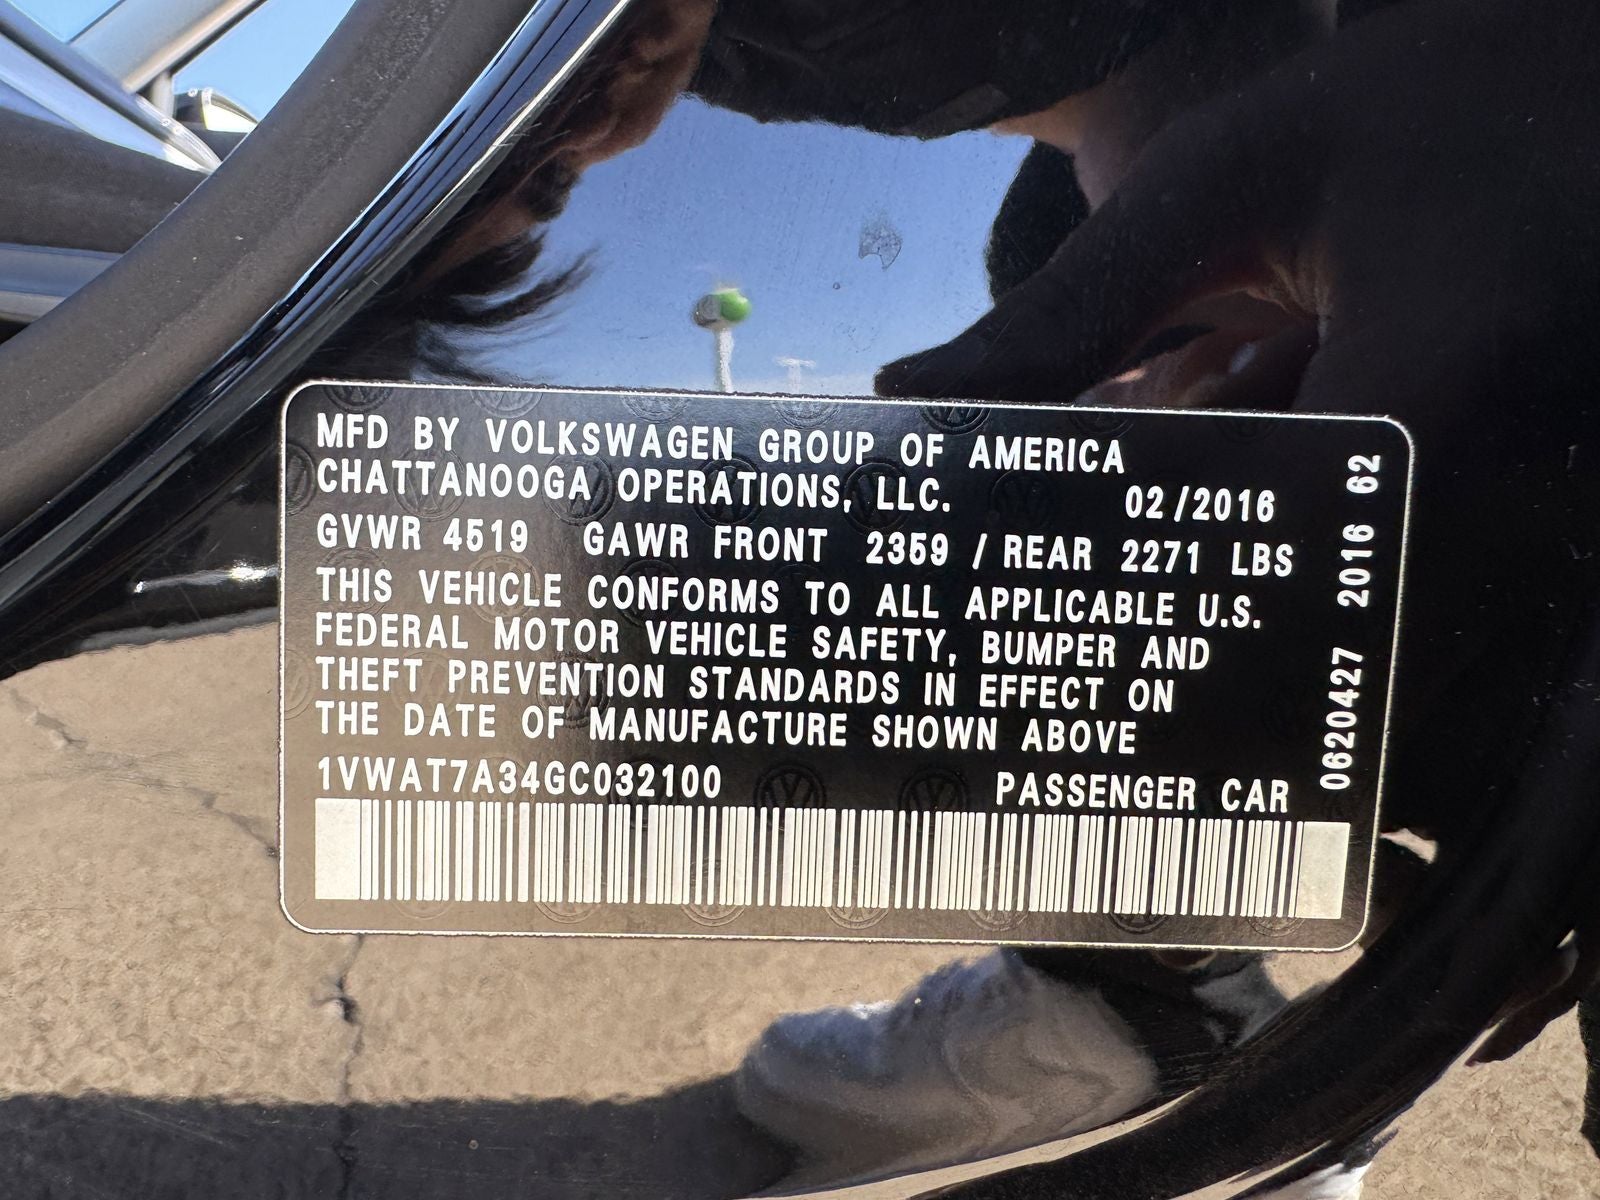 MFD BY VOLKSWAGEN GROUP OF AMERICA
CHATTANOOGA OPERATIONS, LLC. 02/2016
GVWR 4519 GAWR FRONT 2359 / REAR 2271 LBS
THIS VEHICLE CONFORMS TO ALL APPLICABLE U.S.
FEDERAL MOTOR VEHICLE SAFETY, BUMPER AND
THEFT PREVENTION STANDARDS IN EFFECT ON
THE DATE OF MANUFACTURE SHOWN ABOVE
1VWAT7A34GC032100 PASSENGER CAR
0620427 2016 62